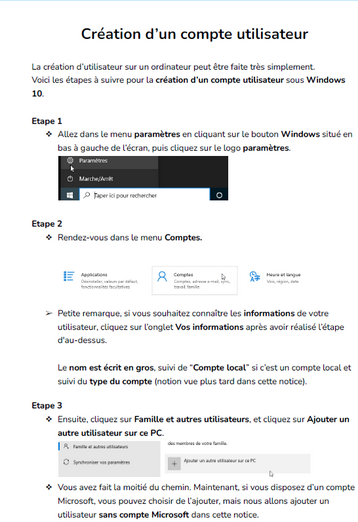 Création d'un compte utilisateur
La création d'utilisateur sur un ordinateur peut être faite très simplement.
Voici les étapes à suivre pour la création d'un compte utilisateur sous Windows
10.
Etape 1
❖ Allez dans le menu paramètres en cliquant sur le bouton Windows situé en
bas à gauche de l'écran, puis cliquez sur le logo paramètres.
Paramètres
Marche/Arrêt
Taper ici pour rechercher
Etape 2
❖ Rendez-vous dans le menu Comptes.
Applications
Désinstaller, valeurs par défaut,
fonctionnalités facultatives
Comptes
Comptes, adresse e-mail, sync.,
travail, famille
Heure et langue
Voix, région, date
➢ Petite remarque, si vous souhaitez connaître les informations de votre
utilisateur, cliquez sur l'onglet Vos informations après avoir réalisé l'étape
d'au-dessus.
Le nom est écrit en gros, suivi de “Compte local” si c'est un compte local et
suivi du type du compte (notion vue plus tard dans cette notice).
Etape 3
❖ Ensuite, cliquez sur Famille et autres utilisateurs, et cliquez sur Ajouter un
autre utilisateur sur ce PC.
Famille et autres utilisateurs
Synchroniser vos paramètres
des membres de votre famille.
Ajouter un autre utilisateur sur ce PC
❖ Vous avez fait la moitié du chemin. Maintenant, si vous disposez d'un compte
Microsoft, vous pouvez choisir de l'ajouter, mais nous allons ajouter un
utilisateur sans compte Microsoft dans cette notice.